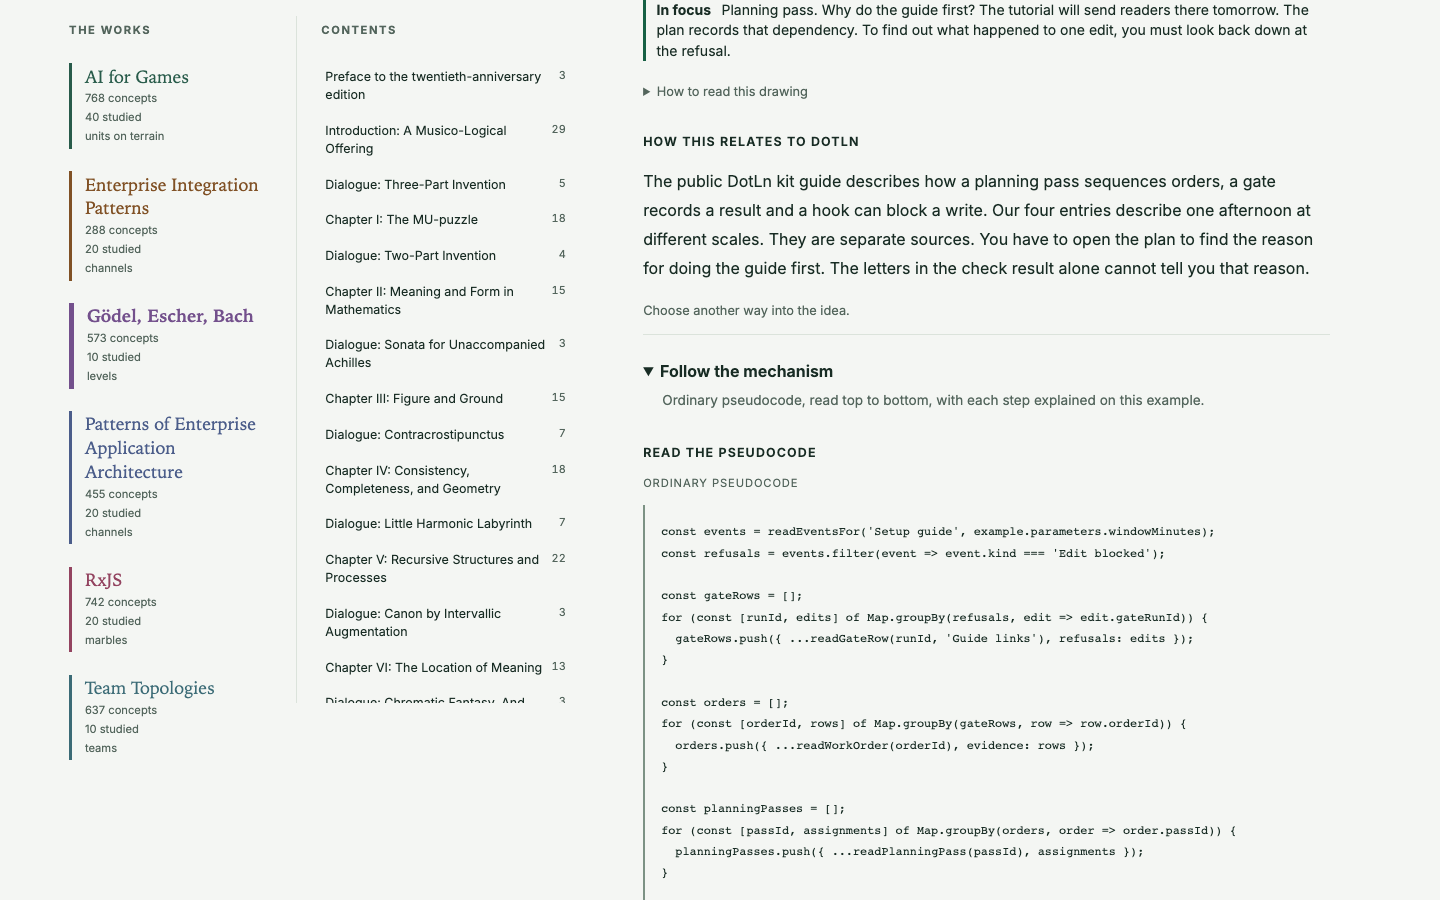 THE WORKS
AI for Games
768 concepts
40 studied
units on terrain
Enterprise Integration
Patterns
288 concepts
20 studied
channels
Gödel, Escher, Bach
573 concepts
10 studied
levels
Patterns of Enterprise
Application
Architecture
455 concepts
20 studied
channels
RxJS
742 concepts
20 studied
marbles
Team Topologies
637 concepts
10 studied
teams
CONTENTS
Preface to the twentieth-anniversary 3
edition
Introduction: A Musico-Logical 29
Offering
Dialogue: Three-Part Invention 5
Chapter I: The MU-puzzle 18
Dialogue: Two-Part Invention 4
Chapter II: Meaning and Form in 15
Mathematics
Dialogue: Sonata for Unaccompanied 3
Achilles
Chapter III: Figure and Ground 15
Dialogue: Contracrostipunctus 7
Chapter IV: Consistency, 18
Completeness, and Geometry
Dialogue: Little Harmonic Labyrinth 7
Chapter V: Recursive Structures and 22
Processes
Dialogue: Canon by Intervallic 3
Augmentation
Chapter VI: The Location of Meaning 13
Dialogue: Chromatic Fantasy, And 3
In focus Planning pass. Why do the guide first? The tutorial will send readers there tomorrow. The
plan records that dependency. To find out what happened to one edit, you must look back down at
the refusal.
▶ How to read this drawing
HOW THIS RELATES TO DOTLN
The public DotLn kit guide describes how a planning pass sequences orders, a gate
records a result and a hook can block a write. Our four entries describe one afternoon at
different scales. They are separate sources. You have to open the plan to find the reason
for doing the guide first. The letters in the check result alone cannot tell you that reason.
Choose another way into the idea.
▼ Follow the mechanism
Ordinary pseudocode, read top to bottom, with each step explained on this example.
READ THE PSEUDOCODE
ORDINARY PSEUDOCODE
const events = readEventsFor('Setup guide', example.parameters.windowMinutes);
const refusals = events.filter(event => event.kind === 'Edit blocked');
const gateRows = [];
for (const [runId, edits] of Map.groupBy(refusals, edit => edit.gateRunId)) {
  gateRows.push({ ...readGateRow(runId, 'Guide links'), refusals: edits });
}
const orders = [];
for (const [orderId, rows] of Map.groupBy(gateRows, row => row.orderId)) {
  orders.push({ ...readWorkOrder(orderId), evidence: rows });
}
const planningPasses = [];
for (const [passId, assignments] of Map.groupBy(orders, order => order.passId)) {
  planningPasses.push({ ...readPlanningPass(passId), assignments });
}